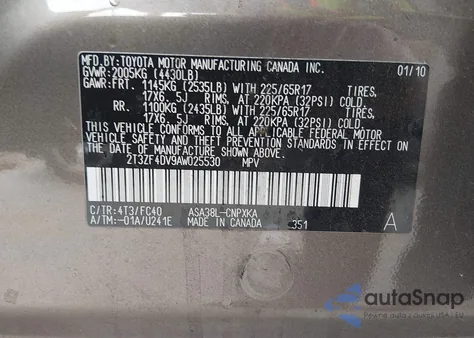 MFD.BY: TOYOTA MOTOR MANUFACTURING CANADA INC.
GVWR: 2005KG (4430LB) 01/10
GAWR: FRT. 1145KG (2535LB) WITH 225/65R17 TIRES,
17X6.5J RIMS, AT 220KPA (32PSI) COLD.
RR. 1100KG (2435LB) WITH 225/65R17 TIRES,
17X6.5J RIMS, AT 220KPA (32PSI) COLD.
THIS VEHICLE CONFORMS TO ALL APPLICABLE FEDERAL MOTOR
VEHICLE SAFETY STANDARDS IN EFFECT ON THE DATE OF
MANUFACTURE SHOWN ABOVE.
2T3ZF4DV9AW025530 MPV
C/TR: 4T3/FC40 ASA38L-CNPXKA
A/TM: -01A/U241E MADE IN CANADA 351 A
autoSnap